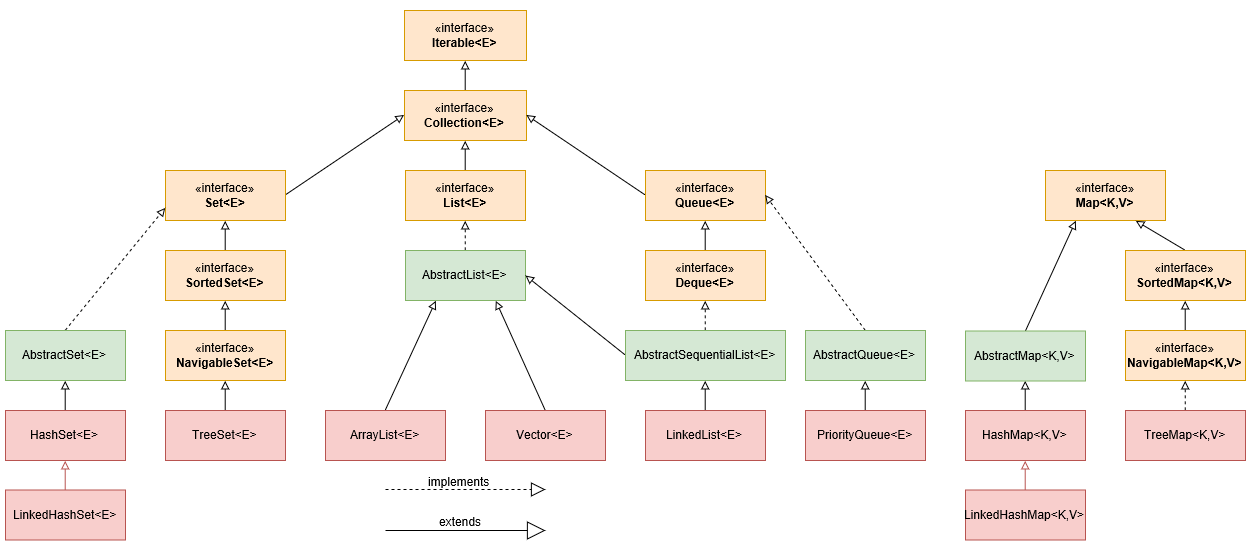 «interface»
Iterable<E>
«interface»
Collection<E>
«interface»
Set<E>
«interface»
List<E>
«interface»
Queue<E>
«interface»
Map<K,V>
«interface»
SortedSet<E>
AbstractList<E>
«interface»
Deque<E>
«interface»
SortedMap<K,V>
AbstractSet<E>
«interface»
NavigableSet<E>
AbstractSequentialList<E>
AbstractQueue<E>
AbstractMap<K,V>
«interface»
NavigableMap<K,V>
HashSet<E>
TreeSet<E>
ArrayList<E>
Vector<E>
LinkedList<E>
PriorityQueue<E>
HashMap<K,V>
TreeMap<K,V>
implements
LinkedHashSet<E>
extends
LinkedHashMap<K,V>